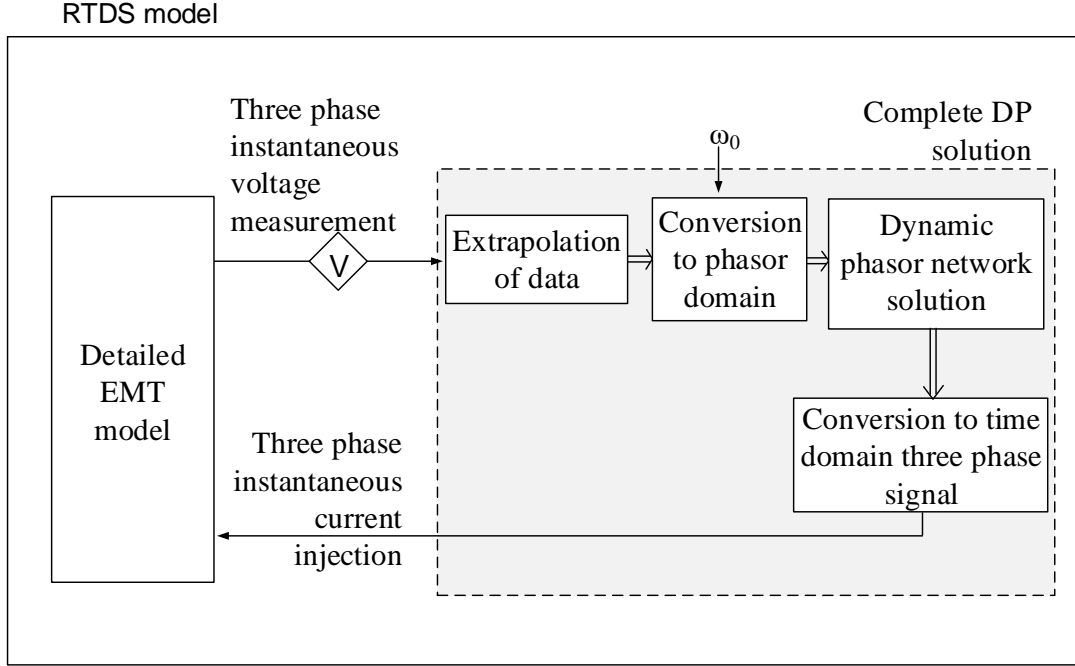 RTDS model
Three phase
instantaneous
voltage
measurement
V
Complete DP
solution
ω0
Extrapolation
of data
Conversion
to phasor
domain
Dynamic
phasor network
solution
Detailed
EMT
model
Conversion to time
domain three phase
signal
Three phase
instantaneous
current
injection